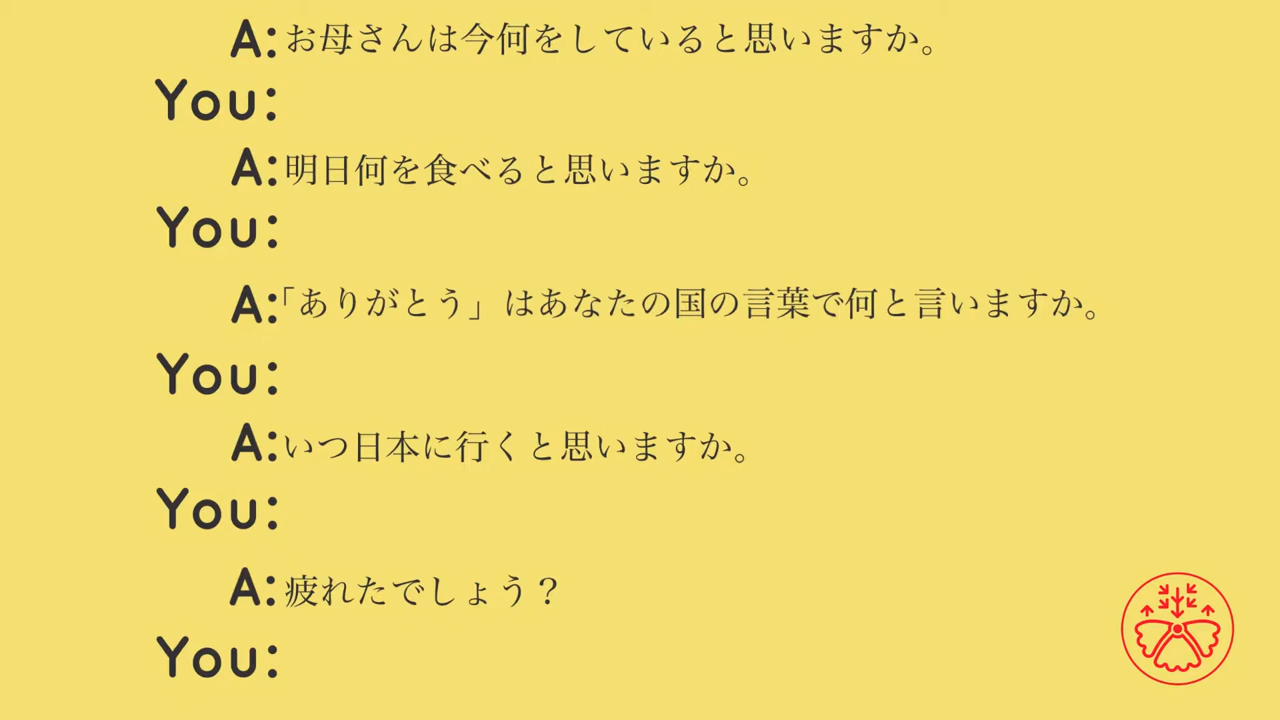 A:お母さんは今何をしていると思いますか。
You:
A:明日何を食べると思いますか。
You:
A:「ありがとう」はあなたの国の言葉で何と言いますか。
You:
A:いつ日本に行くと思いますか。
You:
A:疲れたでしょう？
You: